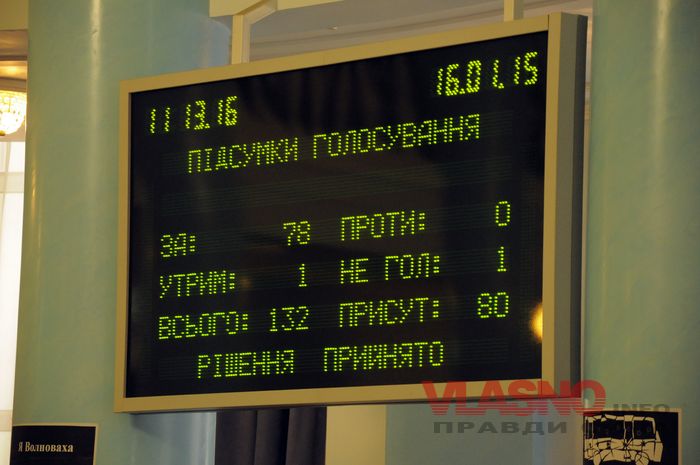 11 13.16 16.01.15
ПІДСУМКИ ГОЛОСУВАННЯ
ЗА: 78 ПРОТИ: 0
УТРИМ: 1 НЕ ГОЛ: 1
ВСЬОГО: 132 ПРИСУТ: 80
РІШЕННЯ ПРИЙНЯТО
VLASNO.INFO
ПРАВДИ
Я Волноваха